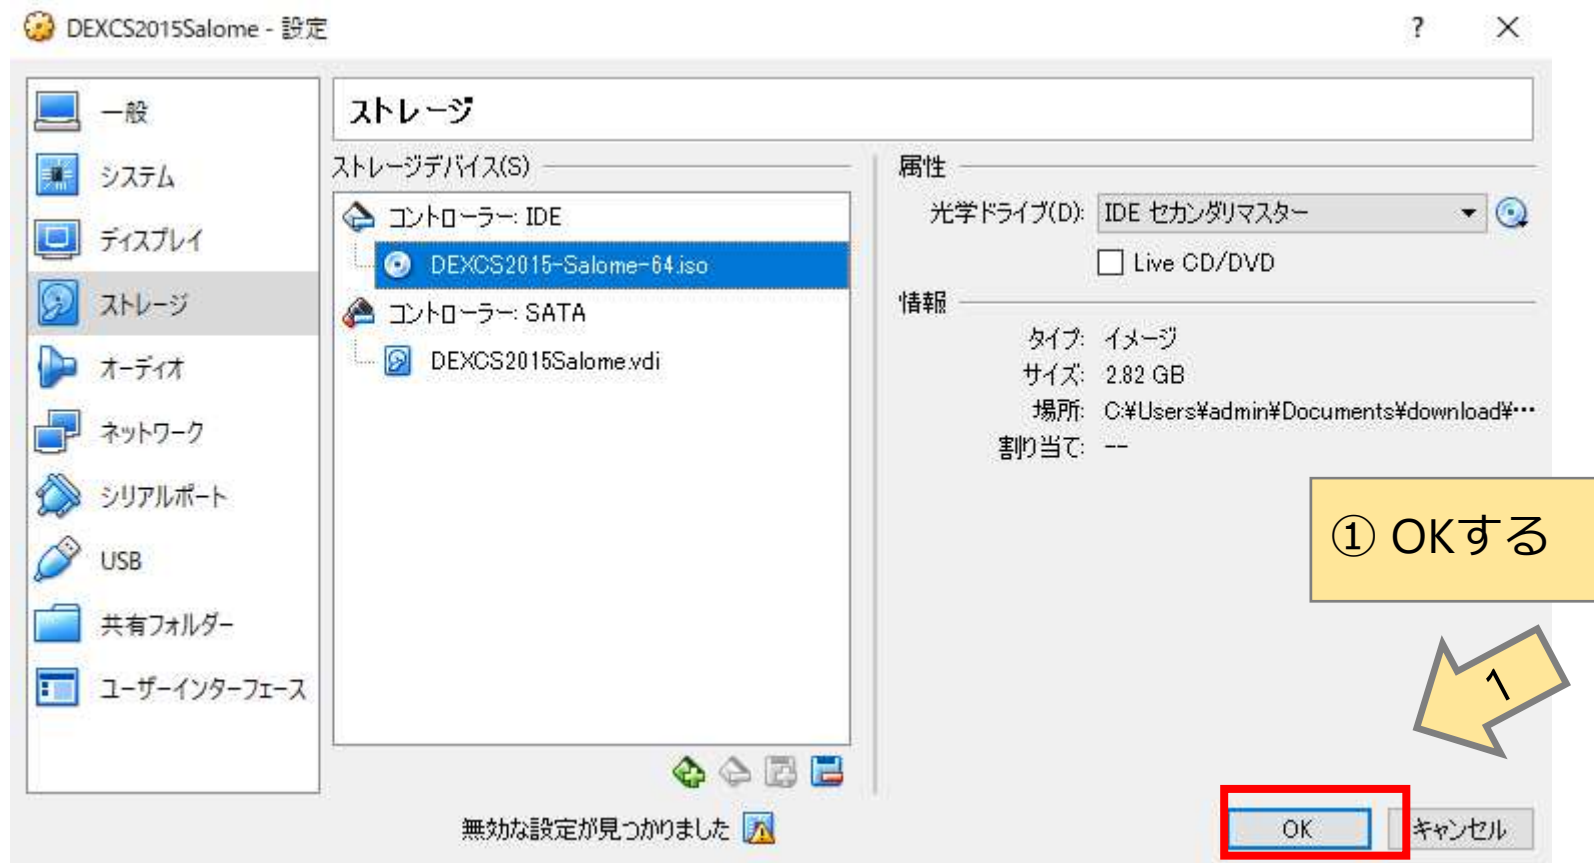 DEXCS2015Salome - 設定
?
一般
システム
ディスプレイ
ストレージ
オーディオ
ネットワーク
シリアルポート
USB
共有フォルダー
ユーザーインターフェース
ストレージ
ストレージデバイス(S)
コントローラー: IDE
DEXCS2015-Salome-64.iso
コントローラー: SATA
DEXCS2015Salome.vdi
属性
光学ドライブ(D): IDE セカンダリマスター
Live CD/DVD
情報
タイプ: イメージ
サイズ: 2.82 GB
場所: C:¥Users¥admin¥Documents¥download¥…
割り当て: --
① OKする
1
無効な設定が見つかりました
OK
キャンセル